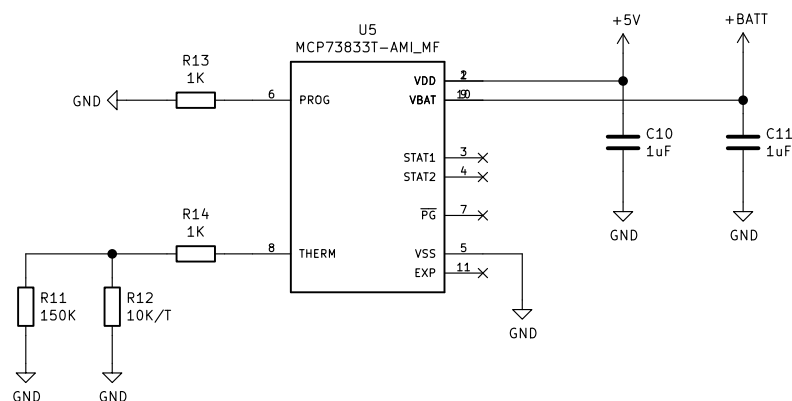 U5
MCP73833T-AMI_MF
+5V
+BATT
R13
1K
GND
6
PROG
VDD
1
2
VBAT
9
10
C10
1uF
C11
1uF
STAT1
3
STAT2
4
PG
7
GND
GND
R14
1K
8
THERM
VSS
5
EXP
11
R11
150K
R12
10K/T
GND
GND
GND